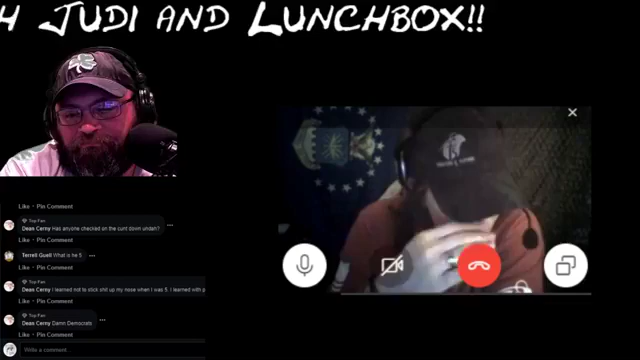 H JUDI AND LUNCHBOX!!
Like · Pin Comment
Top Fan
Dean Cerny Has anyone checked on the cunt down undah?
Like · Pin Comment
Terrell Guell What is he 5
Like · Pin Comment
Top Fan
Dean Cerny I learned not to stick shit up my nose when I was 5. I learned with p
Like · Pin Comment
Top Fan
Dean Cerny Damn Democrats
Like · Pin Comment
Write a comment...